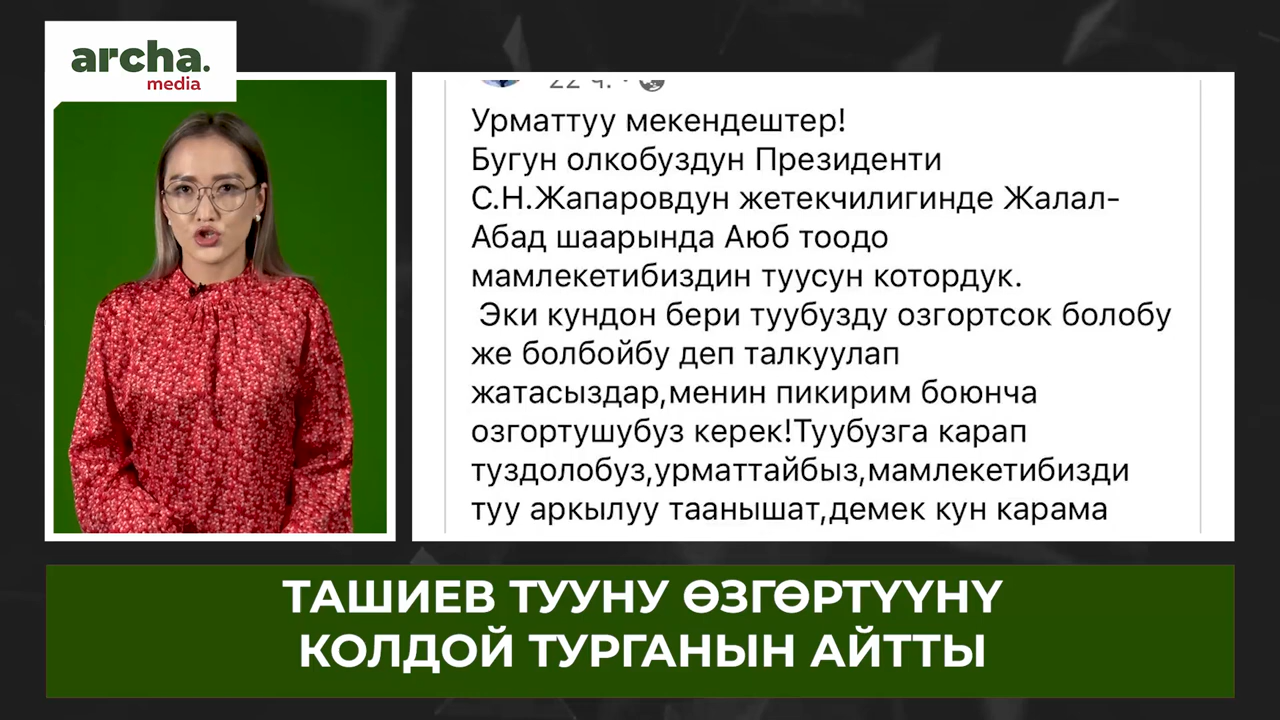 archa.
media
22 ч.
Урматтуу мекендештер!
Бугун олкобуздун Президенти
С.Н.Жапаровдун жетекчилигинде Жалал-
Абад шаарында Аюб тоодо
мамлекетибиздин туусун котордук.
Эки кундон бери туубузду озгортсок болобу
же болбойбу деп талкуулап
жатасыздар,менин пикирим боюнча
озгортушубуз керек!Туубузга карап
туздолобуз,урматтайбыз,мамлекетибизди
туу аркылуу таанышат,демек кун карама
ТАШИЕВ ТУУНУ ӨЗГӨРТҮҮНҮ
КОЛДОЙ ТУРГАНЫН АЙТТЫ